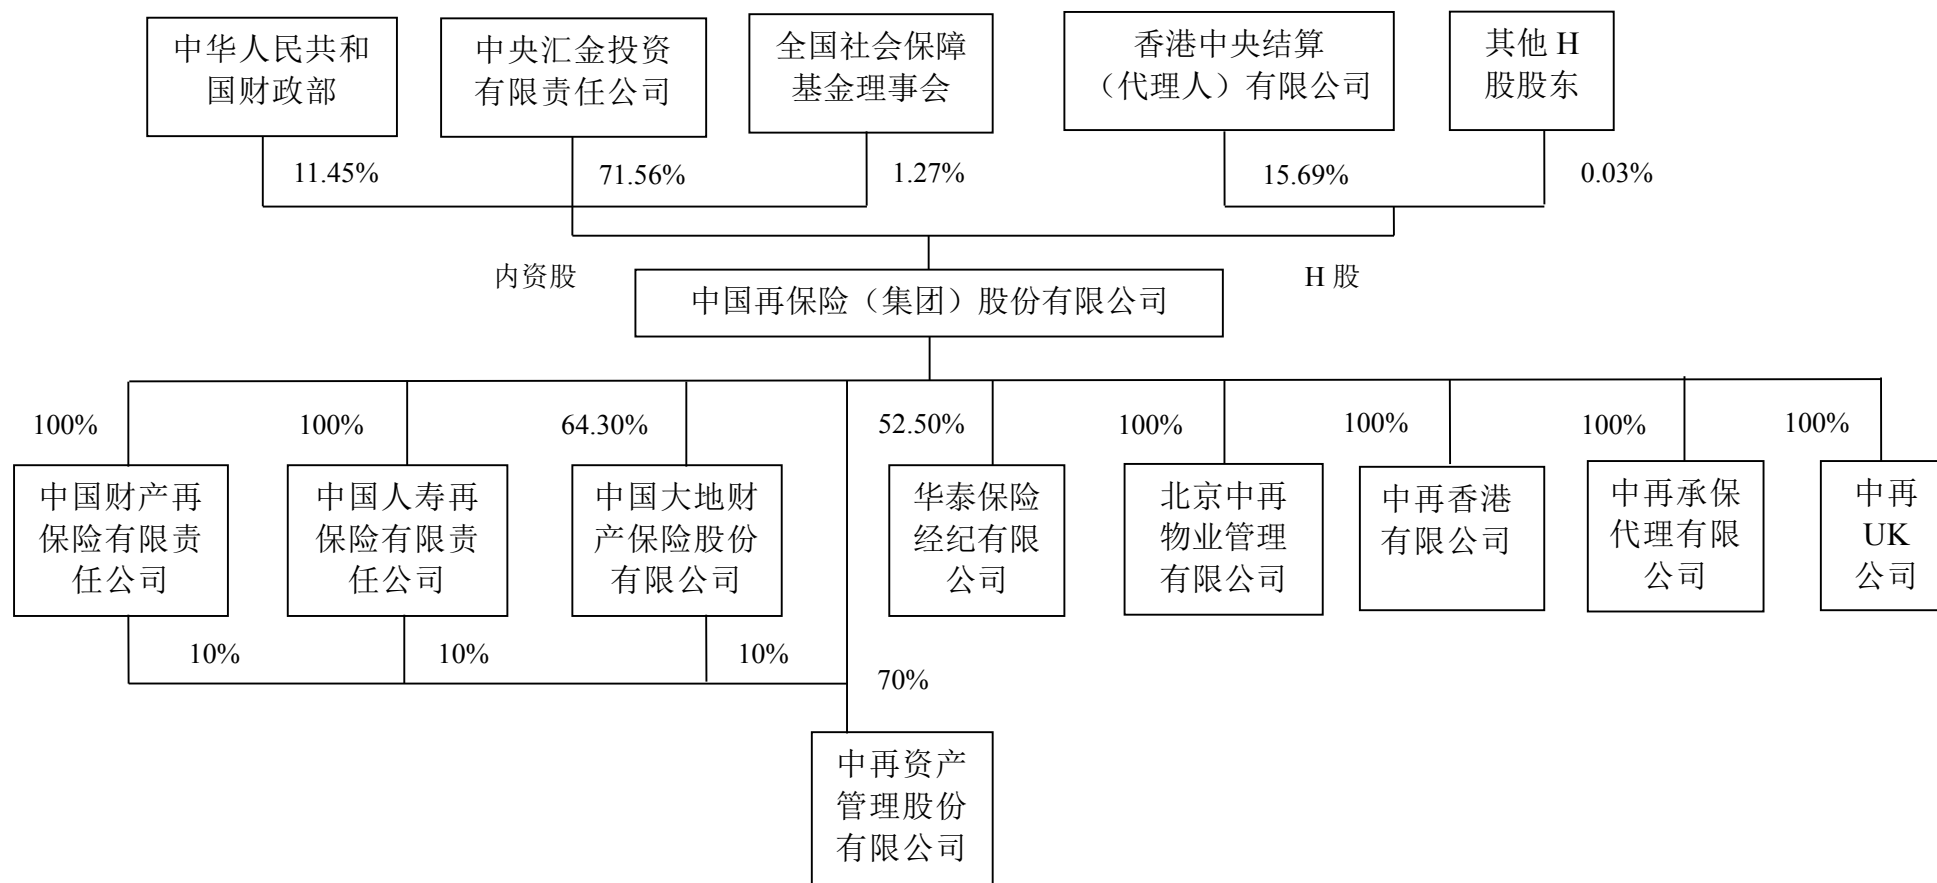 中华人民共和
国财政部
中央汇金投资
有限责任公司
全国社会保障
基金理事会
香港中央结算
（代理人）有限公司
其他 H
股股东
11.45%
71.56%
1.27%
15.69%
0.03%
内资股
H 股
中国再保险（集团）股份有限公司
100%
100%
64.30%
52.50%
100%
100%
100%
100%
中国财产再
保险有限责
任公司
中国人寿再
保险有限责
任公司
中国大地财
产保险股份
有限公司
华泰保险
经纪有限
公司
北京中再
物业管理
有限公司
中再香港
有限公司
中再承保
代理有限
公司
中再
UK
公司
10%
10%
10%
70%
中再资产
管理股份
有限公司